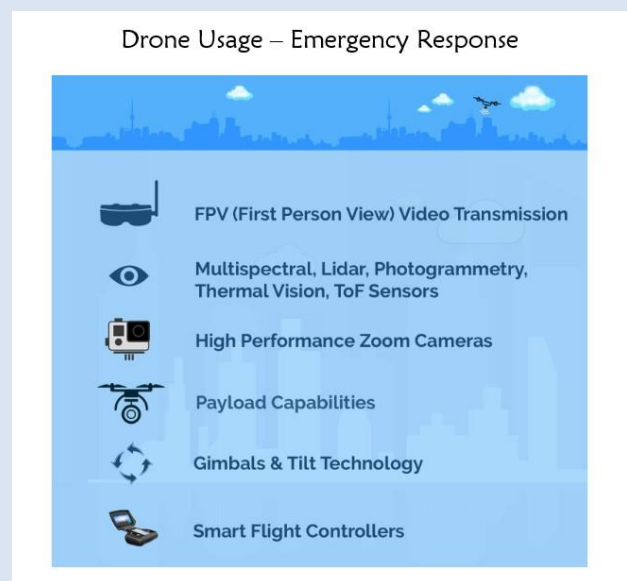 Drone Usage – Emergency Response
FPV (First Person View) Video Transmission
Multispectral, Lidar, Photogrammetry,
Thermal Vision, ToF Sensors
High Performance Zoom Cameras
Payload Capabilities
Gimbals & Tilt Technology
Smart Flight Controllers